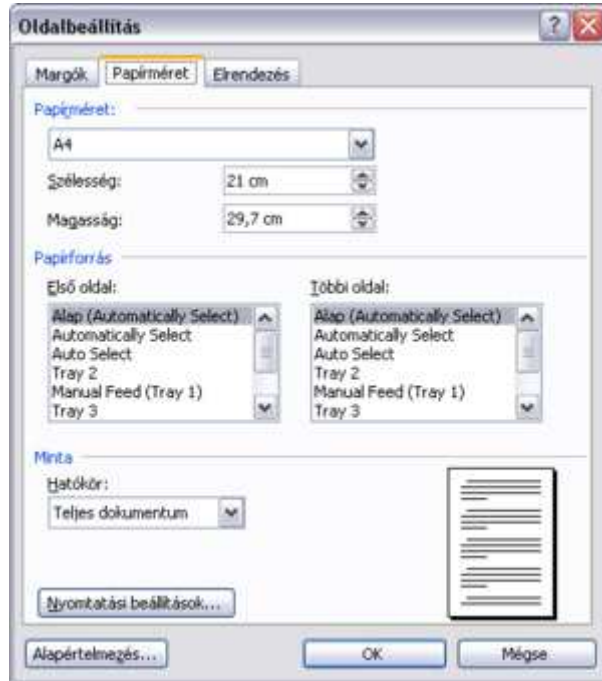 Oldalbeállítás
Margók Papírméret Elrendezés
Papírméret:
A4
Szélesség: 21 cm
Magasság: 29,7 cm
Papírforrás
Első oldal: Többi oldal:
Alap (Automatically Select) Alap (Automatically Select)
Automatically Select Automatically Select
Auto Select Auto Select
Tray 2 Tray 2
Manual Feed (Tray 1) Manual Feed (Tray 1)
Tray 3 Tray 3
Minta
Hatókör:
Teljes dokumentum
Nyomtatási beállítások...
Alapértelmezés... OK Mégse